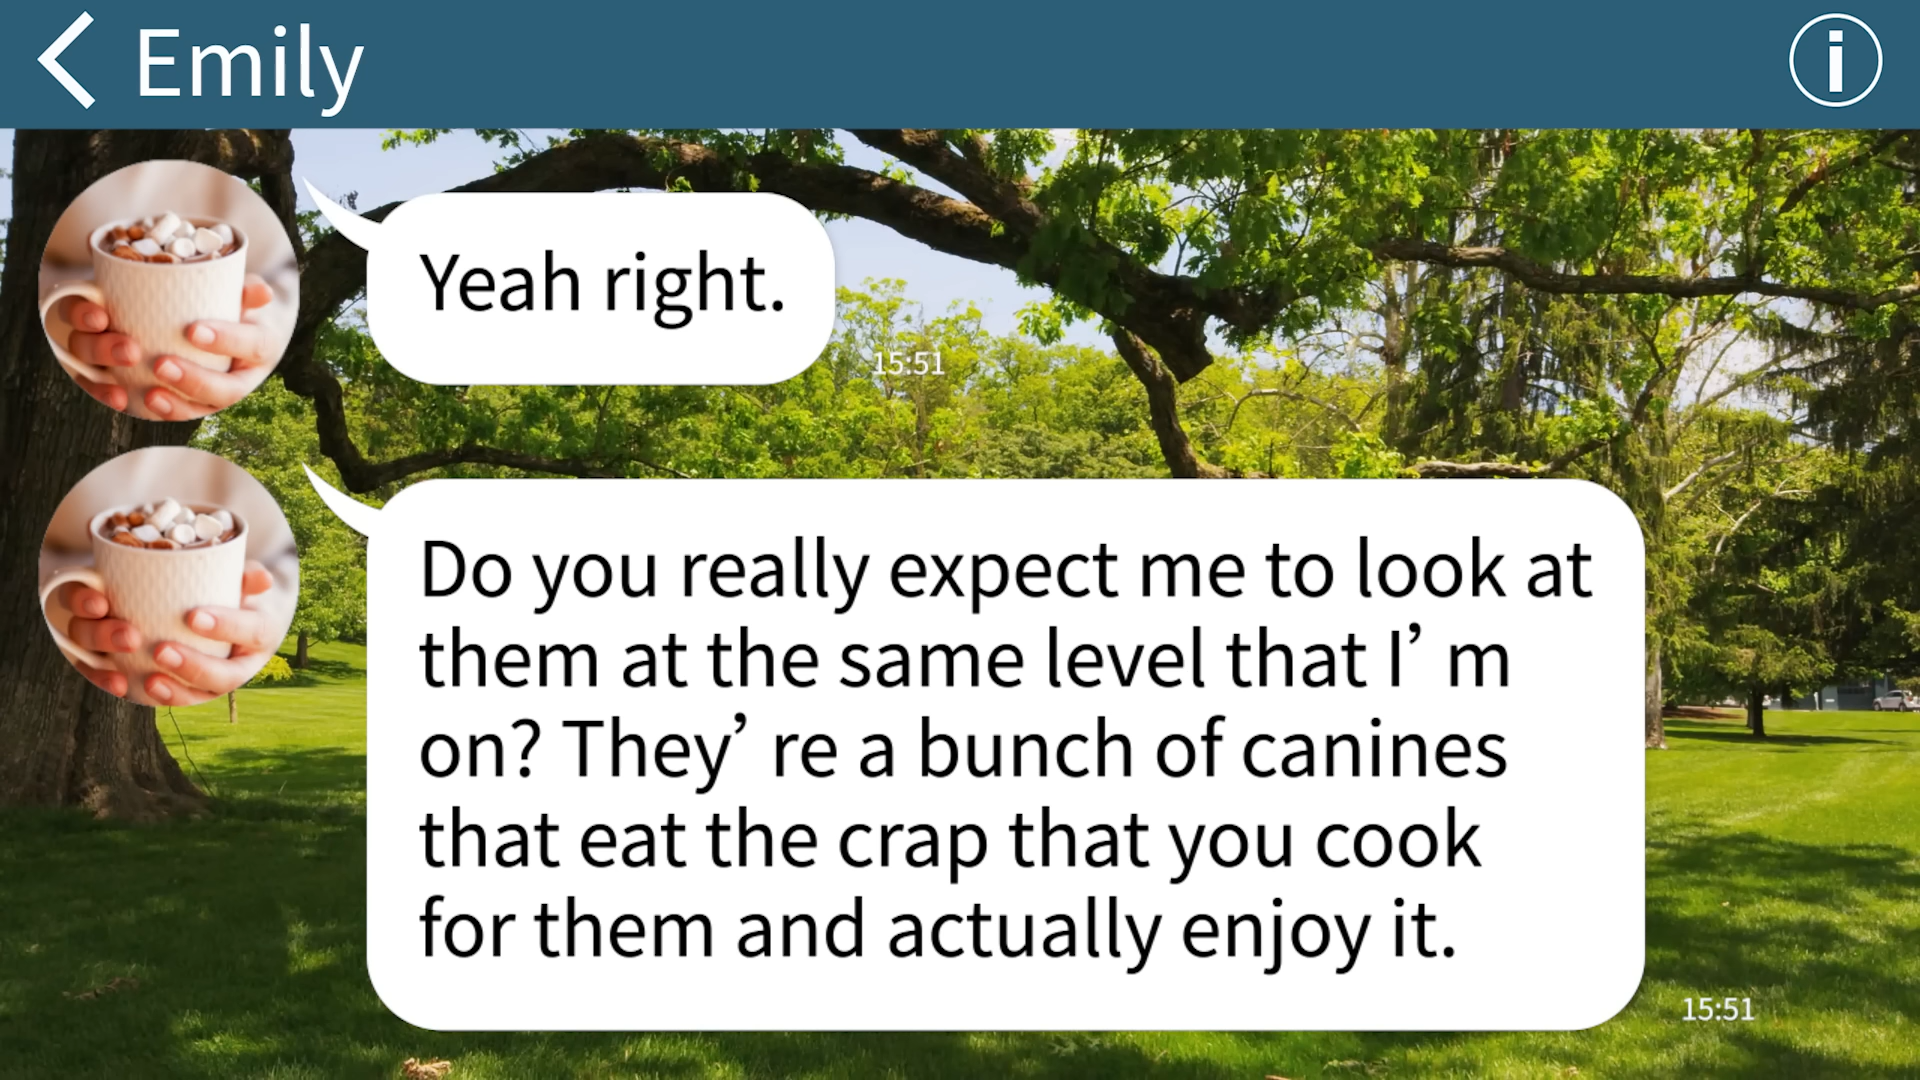 Emily
Yeah right.
15:51
Do you really expect me to look at
them at the same level that I’ m
on? They’ re a bunch of canines
that eat the crap that you cook
for them and actually enjoy it.
15:51